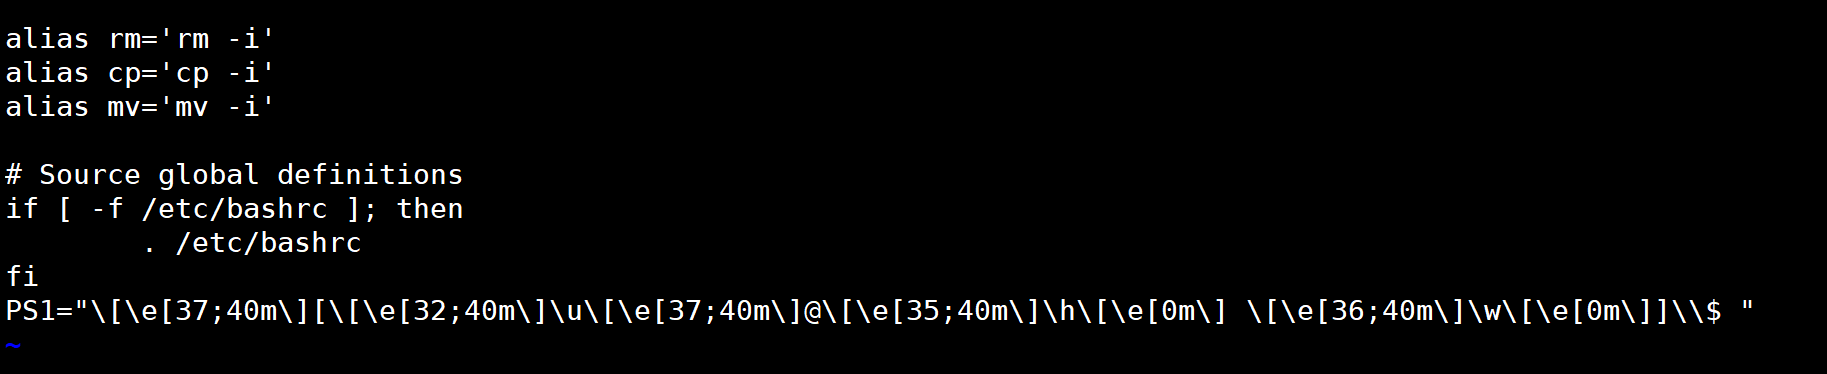 alias rm='rm -i'
alias cp='cp -i'
alias mv='mv -i'

# Source global definitions
if [ -f /etc/bashrc ]; then
        . /etc/bashrc
fi
PS1="\[\e[37;40m\][\[\e[32;40m\]\u\[\e[37;40m\]@\[\e[35;40m\]\h\[\e[0m\] \[\e[36;40m\]\w\[\e[0m\]]\\$ "
~